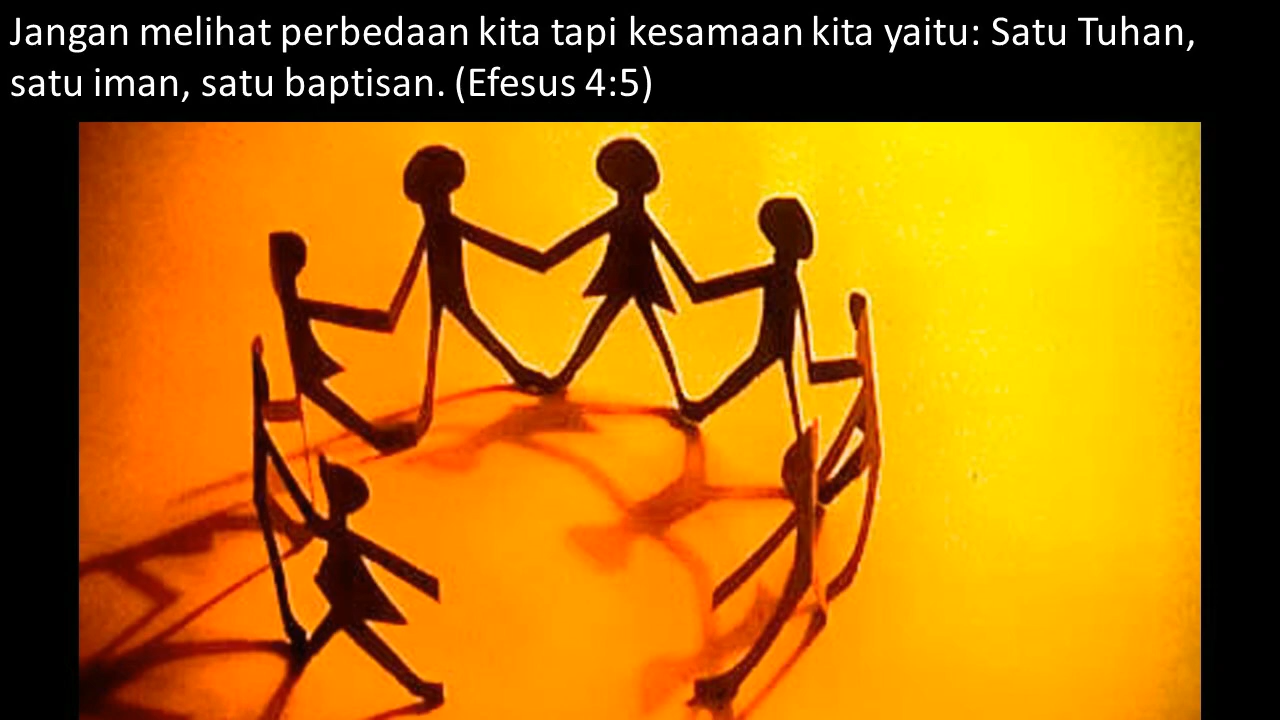 Jangan melihat perbedaan kita tapi kesamaan kita yaitu: Satu Tuhan,
satu iman, satu baptisan. (Efesus 4:5)